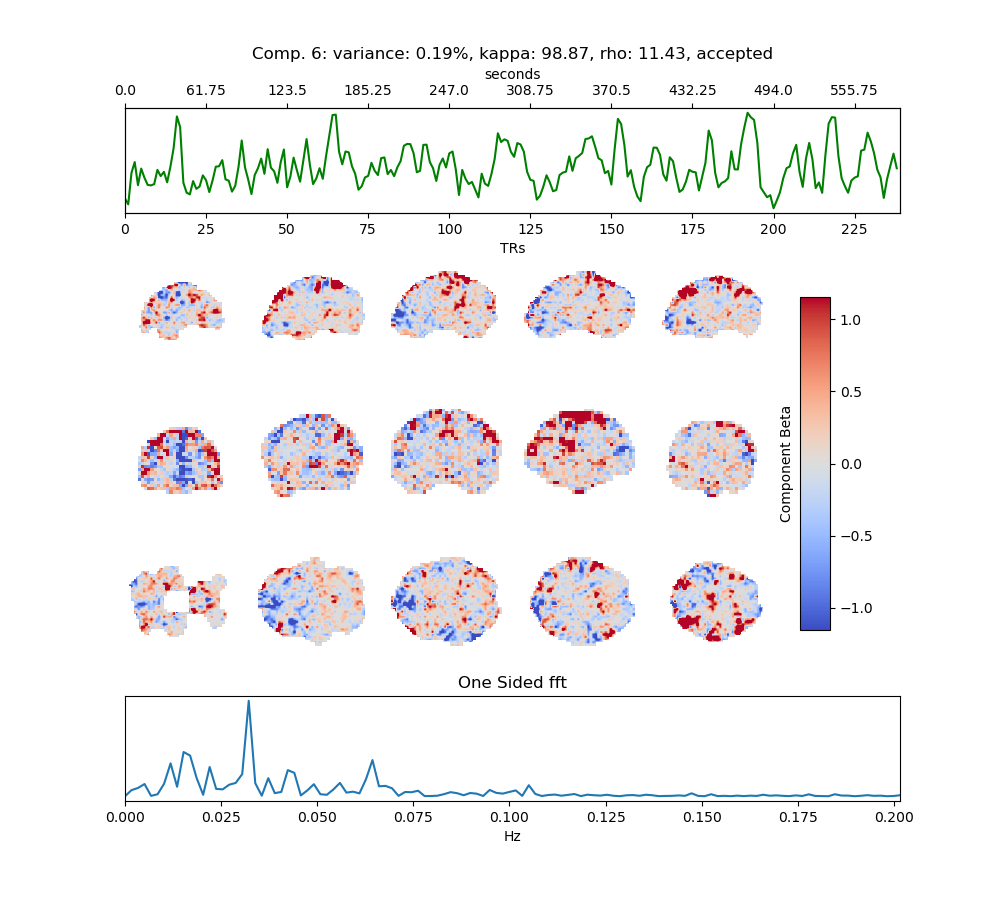 Comp. 6: variance: 0.19%, kappa: 98.87, rho: 11.43, accepted
seconds
0.0 61.75 123.5 185.25 247.0 308.75 370.5 432.25 494.0 555.75
0 25 50 75 100 125 150 175 200 225
TRs
1.0
0.5
0.0
−0.5
−1.0
Component Beta
One Sided fft
0.000 0.025 0.050 0.075 0.100 0.125 0.150 0.175 0.200
Hz